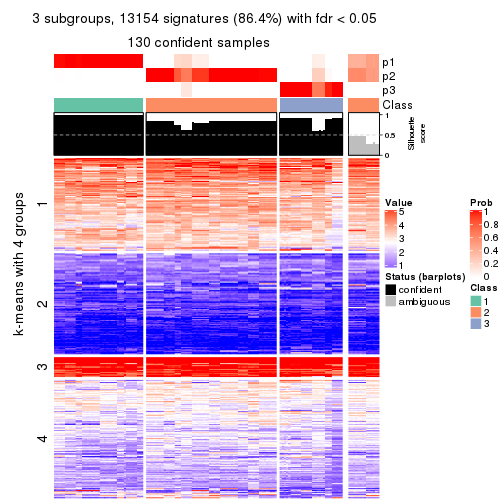 3 subgroups, 13154 signatures (86.4%) with fdr < 0.05
130 confident samples
p1
p2
p3
Class
1
0.5
0
Silhouette
score
k-means with 4 groups
1
2
3
4
Value
5
4
3
2
1
Status (barplots)
confident
ambiguous
Prob
1
0.8
0.6
0.4
0.2
0
Class
1
2
3